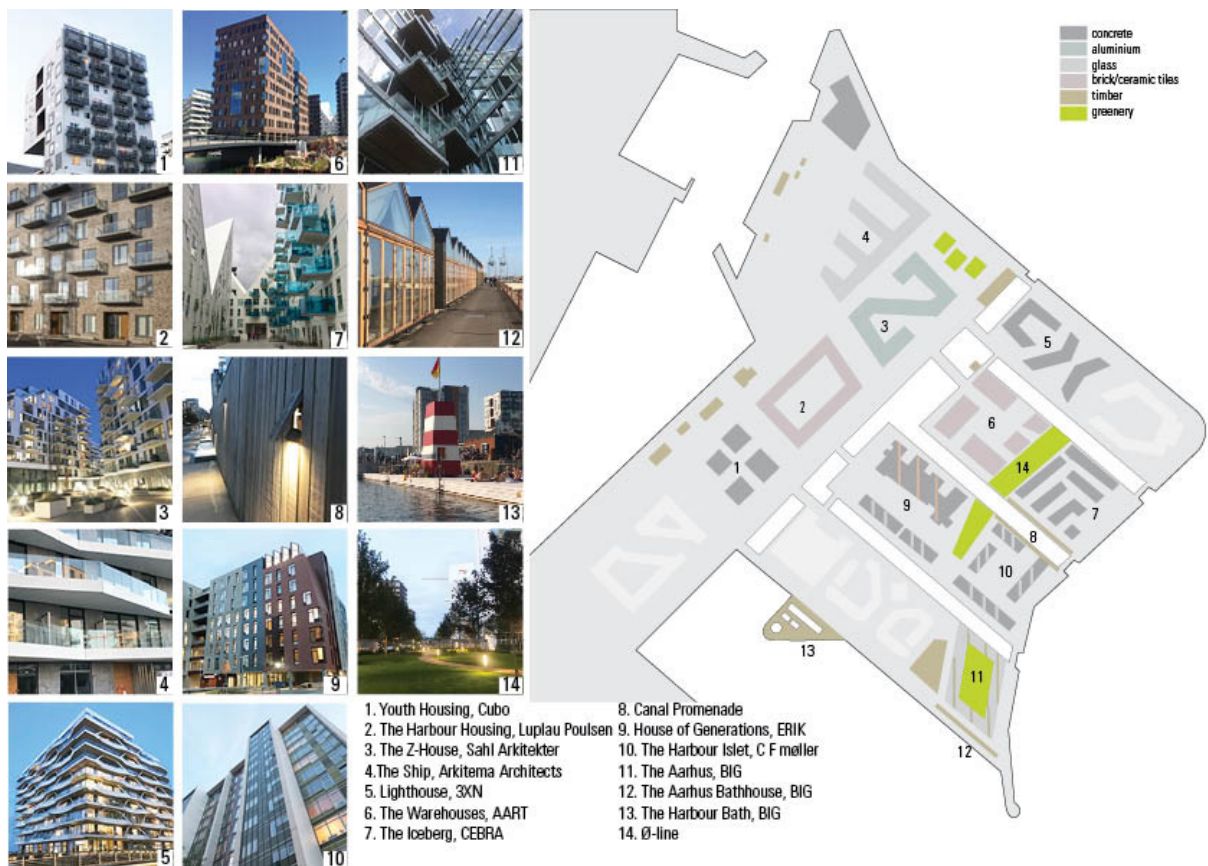 1
6
11
2
7
12
3
8
13
4
9
14
5
10
concrete
aluminium
glass
brick/ceramic tiles
timber
greenery
4
3
5
2
6
1
14
9
7
8
10
13
11
12
1. Youth Housing, Cubo
2. The Harbour Housing, Luplau Poulsen
3. The Z-House, Sahl Arkitekter
4.The Ship, Arkitema Architects
5. Lighthouse, 3XN
6. The Warehouses, AART
7. The Iceberg, CEBRA
8. Canal Promenade
9. House of Generations, ERIK
10. The Harbour Islet, C F møller
11. The Aarhus, BIG
12. The Aarhus Bathhouse, BIG
13. The Harbour Bath, BIG
14. Ø-line